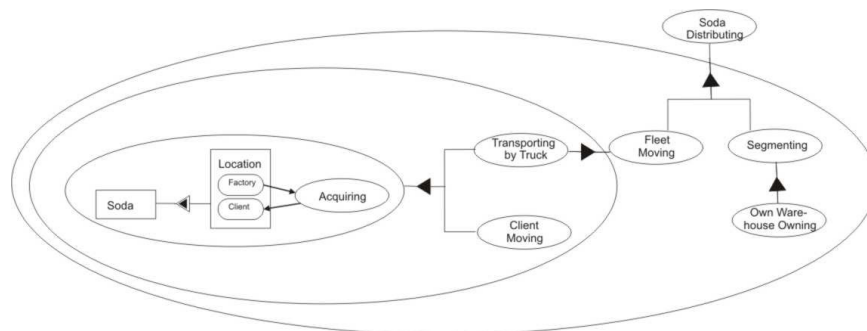 Soda
Distributing
Transporting
by Truck
Fleet
Moving
Segmenting
Location
Factory
Acquiring
Soda
Client
Client
Moving
Own Ware-
house Owning